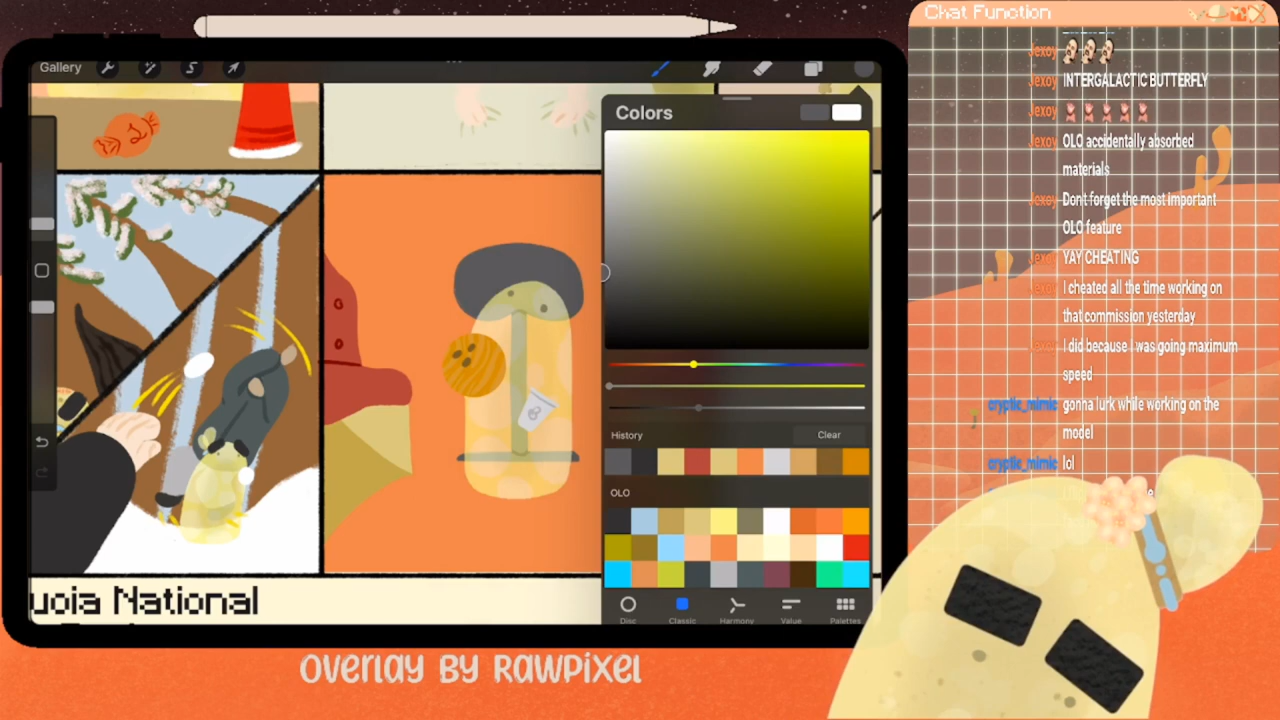 Chat Function
Gallery
Colors
Jexoy
Jexoy INTERGALACTIC BUTTERFLY
Jexoy
Jexoy OLO accidentally absorbed
materials
Jexoy Dont forget the most important
OLO feature
Jexoy YAY CHEATING
Jexoy I cheated all the time working on
that commission yesterday
Jexoy I did because I was going maximum
speed
cryptic_mimic gonna lurk while working on the
model
cryptic_mimic lol
History
Clear
OLO
Disc
Classic
Harmony
Value
Palettes
uoia National
OVERLAY BY RAWPIXEL